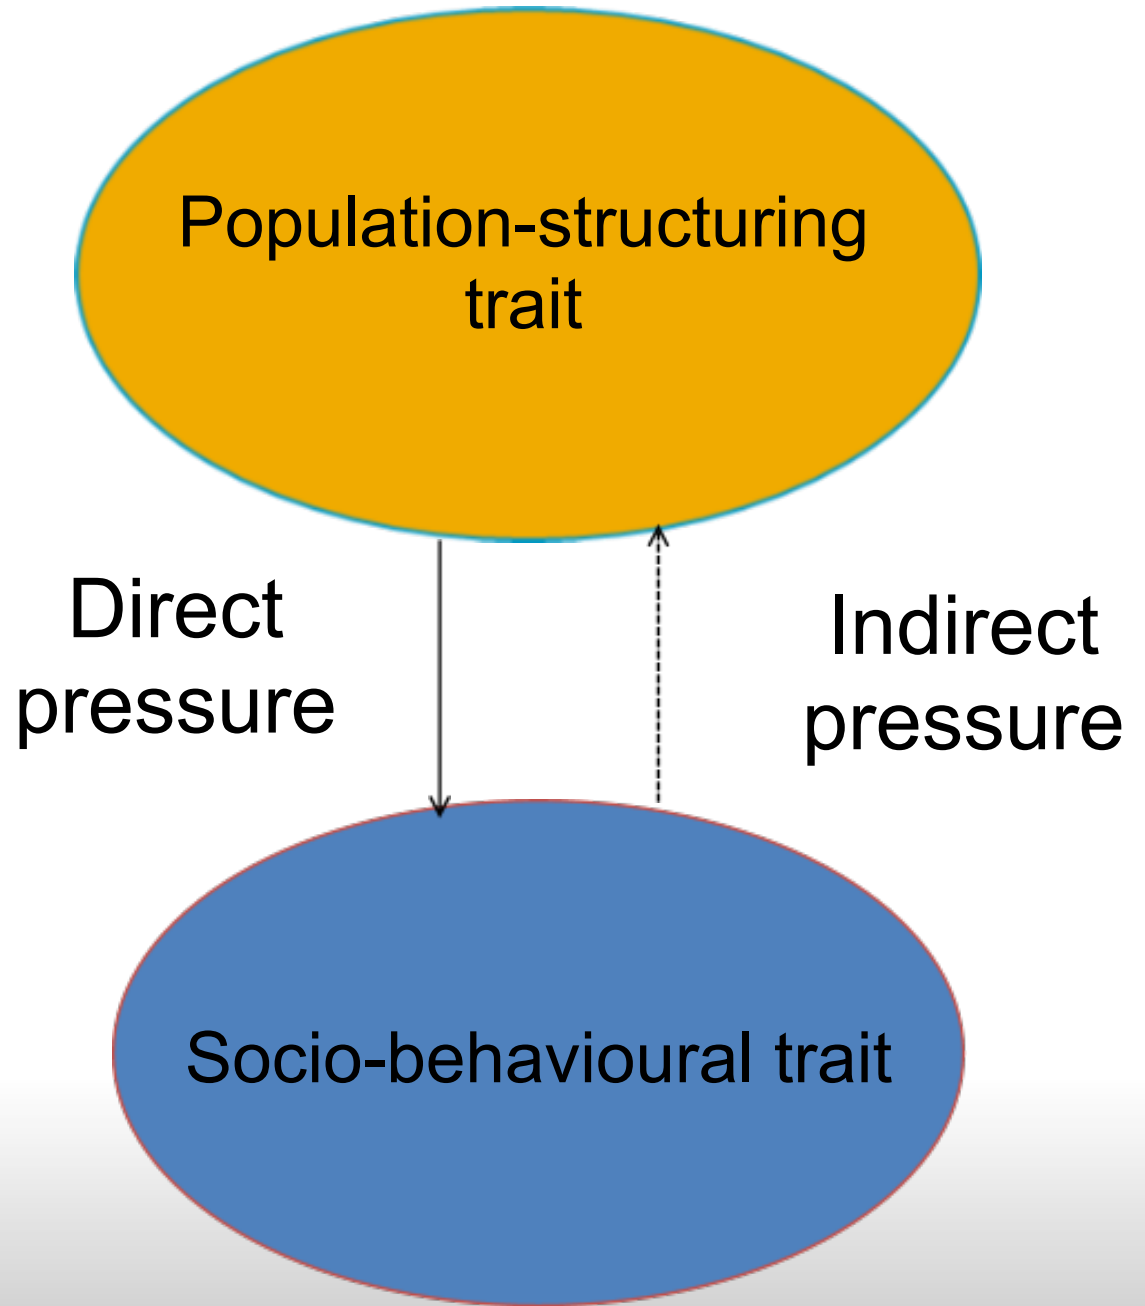 Population-structuring
trait
Direct
pressure
Indirect
pressure
Socio-behavioural trait